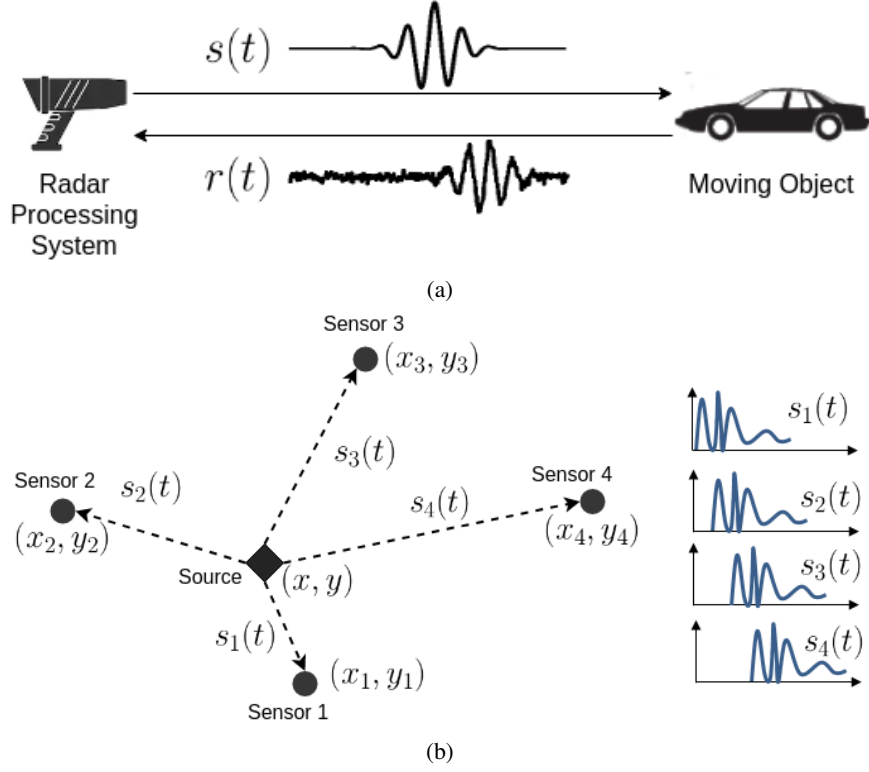 s(t)
r(t)
Radar
Processing
System
Moving Object
(a)
Sensor 3
(x₃, y₃)
s₃(t)
Sensor 2
s₂(t)
(x₂, y₂)
Sensor 4
s₄(t)
(x₄, y₄)
Source
(x, y)
s₁(t)
(x₁, y₁)
Sensor 1
s₁(t)
s₂(t)
s₃(t)
s₄(t)
(b)